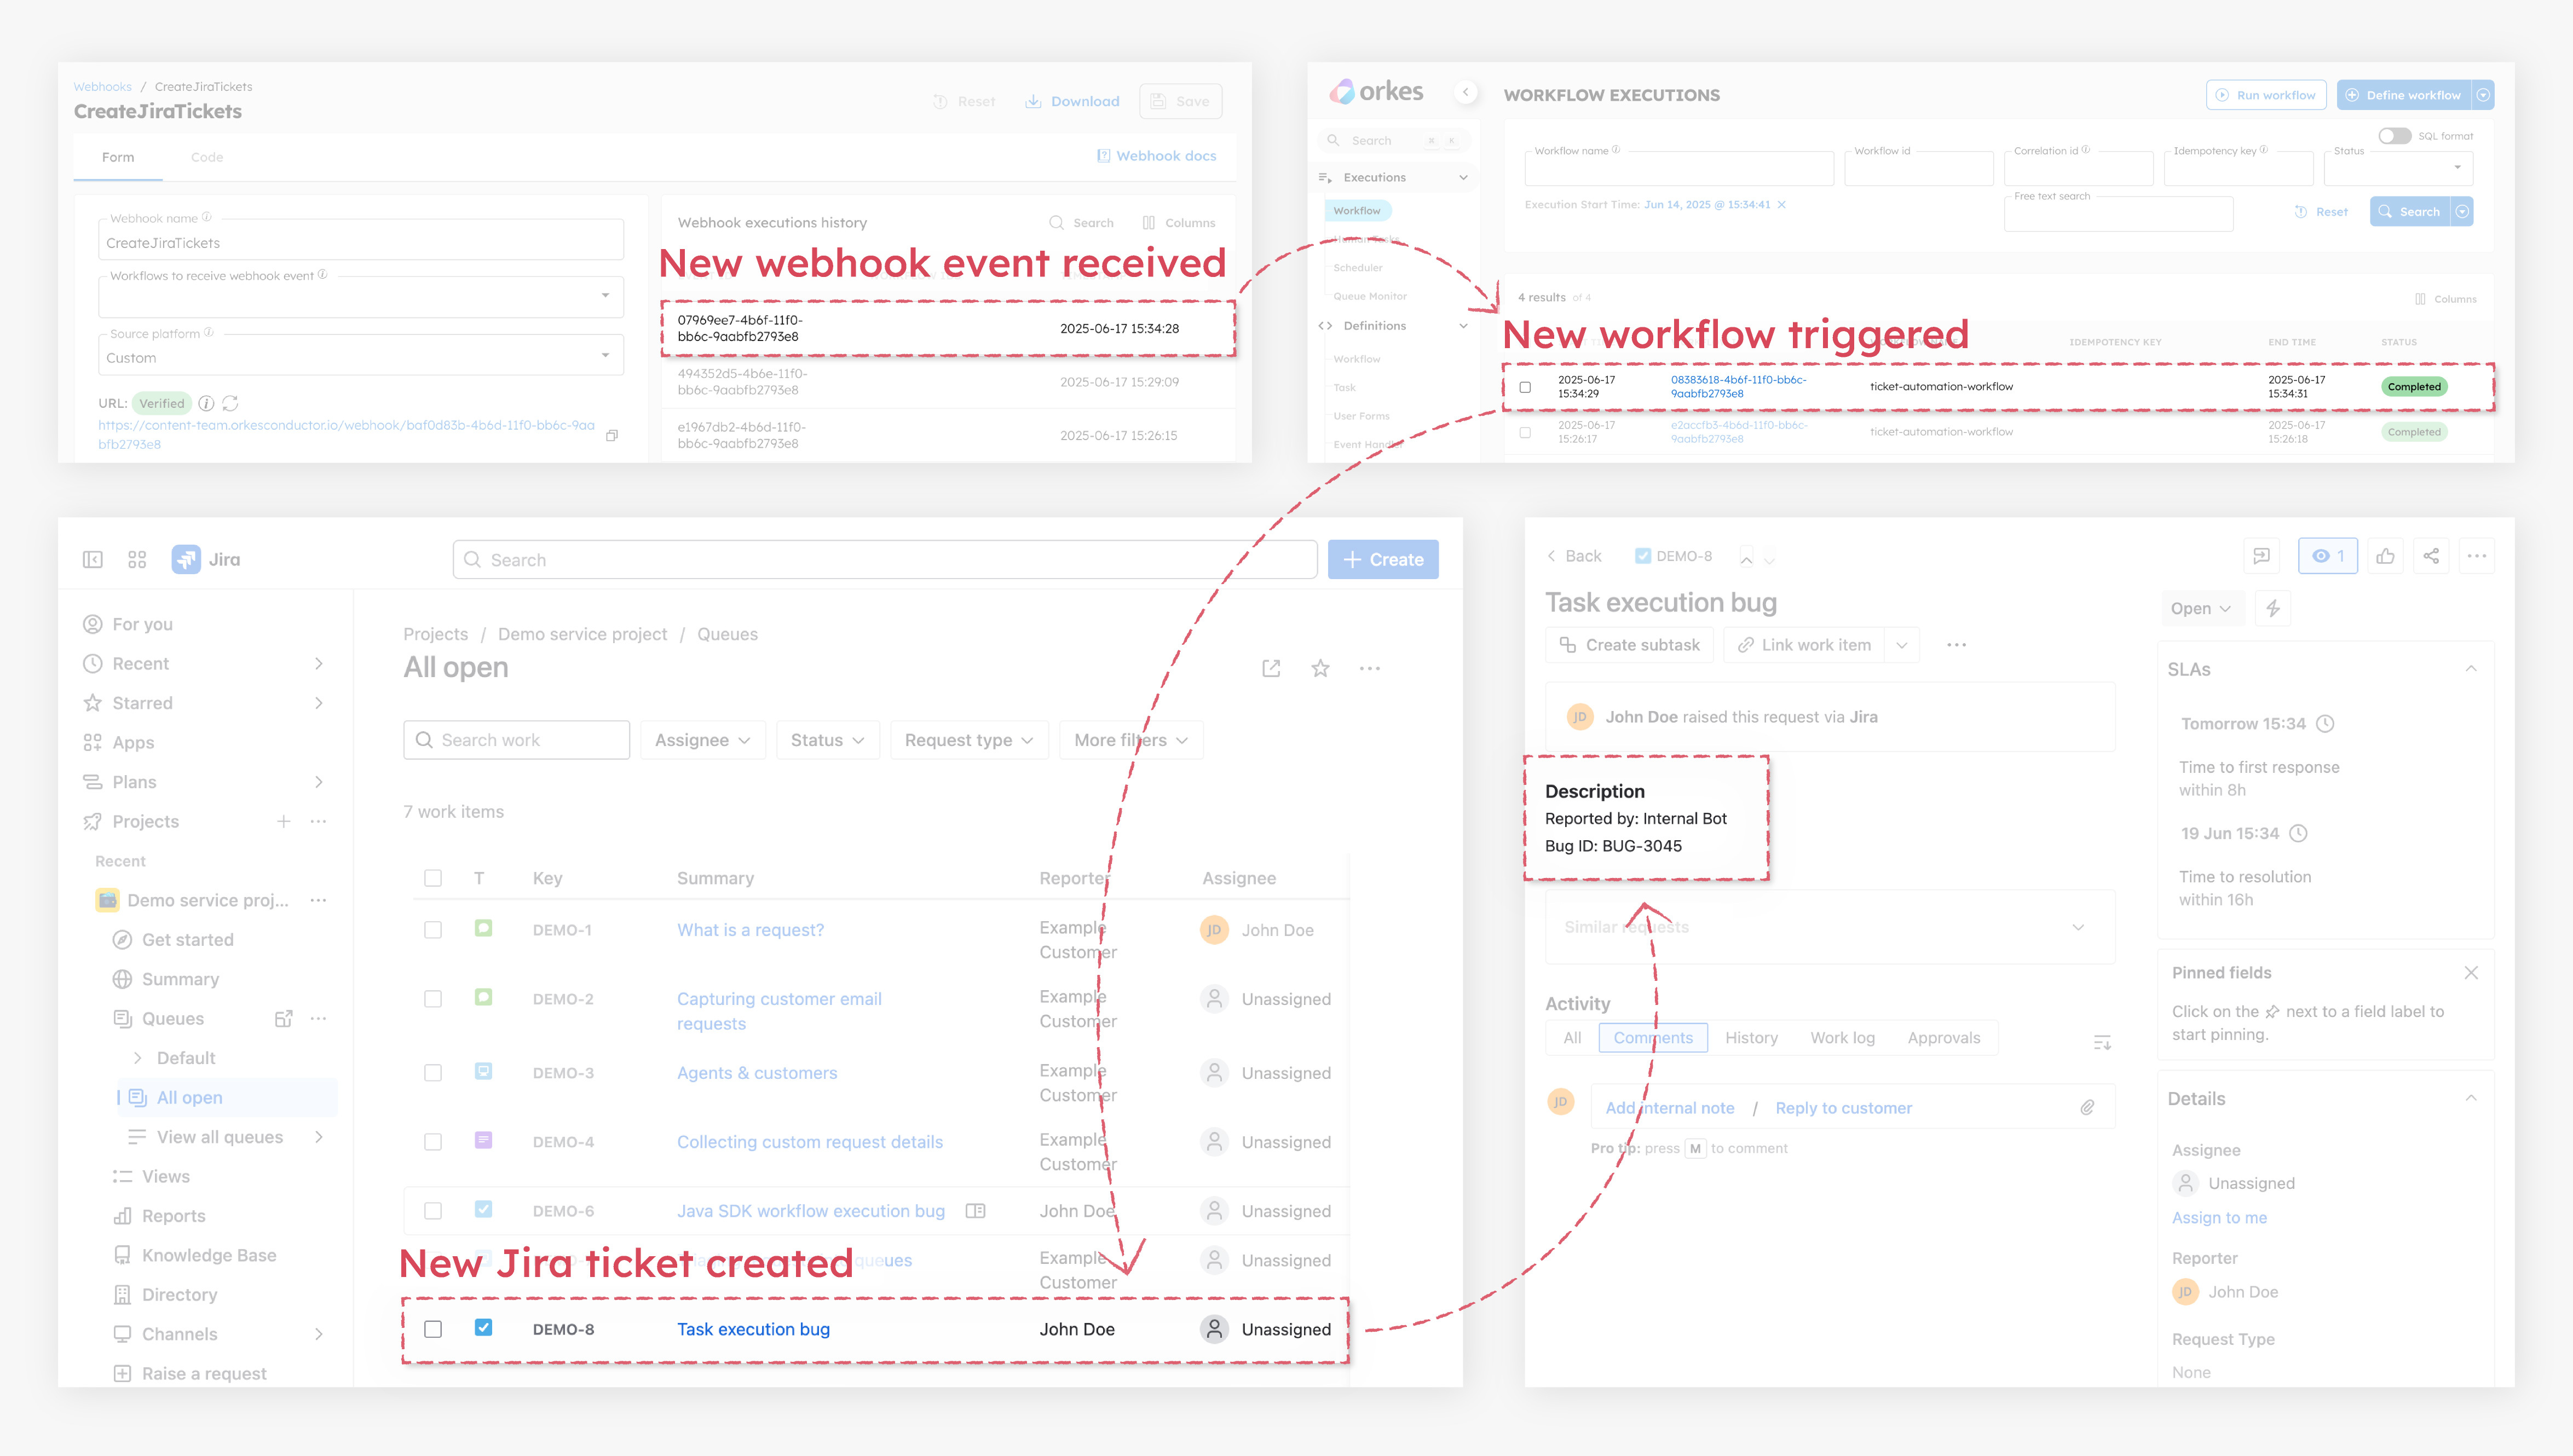 Webhooks / CreateJiraTickets
CreateJiraTickets
Reset
Download
Save
Form
Code
Webhook docs
Webhook name
CreateJiraTickets
Workflows to receive webhook event
Source platform
Custom
URL: Verified
https://content-team.orkesconductor.io/webhook/baf0d83b-4b6d-11f0-bb6c-9aa
bfb2793e8
Webhook executions history
Search
Columns
New webhook event received
07969ee7-4b6f-11f0-
bb6c-9aabfb2793e8
2025-06-17 15:34:28
494352d5-4b6e-11f0-
bb6c-9aabfb2793e8
2025-06-17 15:29:09
e1967db2-4b6d-11f0-
bb6c-9aabfb2793e8
2025-06-17 15:26:15
orkes
Search
Executions
Workflow
Human Tasks
Scheduler
Queue Monitor
Definitions
Workflow
Task
User Forms
Event Handler
WORKFLOW EXECUTIONS
Run workflow
Define workflow
SQL format
Workflow name
Workflow id
Correlation id
Idempotency key
Status
Execution Start Time: Jun 14, 2025 @ 15:34:41
Free text search
Reset
Search
4 results of 4
Columns
New workflow triggered
IDEMPOTENCY KEY
END TIME
STATUS
2025-06-17
15:34:29
08383618-4b6f-11f0-bb6c-
9aabfb2793e8
ticket-automation-workflow
2025-06-17
15:34:31
Completed
2025-06-17
15:26:17
e2accfb3-4b6d-11f0-bb6c-
9aabfb2793e8
ticket-automation-workflow
2025-06-17
15:26:18
Completed
Jira
Search
Create
For you
Recent
Starred
Apps
Plans
Projects
Recent
Demo service proj...
Get started
Summary
Queues
Default
All open
View all queues
Views
Reports
Knowledge Base
Directory
Channels
Raise a request
Projects / Demo service project / Queues
All open
Search work
Assignee
Status
Request type
More filters
7 work items
T
Key
Summary
Reporter
Assignee
DEMO-1
What is a request?
Example
Customer
JD
John Doe
DEMO-2
Capturing customer email
requests
Example
Customer
Unassigned
DEMO-3
Agents & customers
Example
Customer
Unassigned
DEMO-4
Collecting custom request details
Example
Customer
Unassigned
DEMO-6
Java SDK workflow execution bug
John Doe
Unassigned
New Jira ticket created
queues
Example
Customer
Unassigned
DEMO-8
Task execution bug
John Doe
Unassigned
Back
DEMO-8
1
Task execution bug
Create subtask
Link work item
JD
John Doe raised this request via Jira
Description
Reported by: Internal Bot
Bug ID: BUG-3045
Similar requests
Activity
All
Comments
History
Work log
Approvals
JD
Add internal note / Reply to customer
Pro tip: press M to comment
Open
SLAs
Tomorrow 15:34
Time to first response
within 8h
19 Jun 15:34
Time to resolution
within 16h
Pinned fields
Click on the next to a field label to
start pinning.
Details
Assignee
Unassigned
Assign to me
Reporter
JD
John Doe
Request Type
None